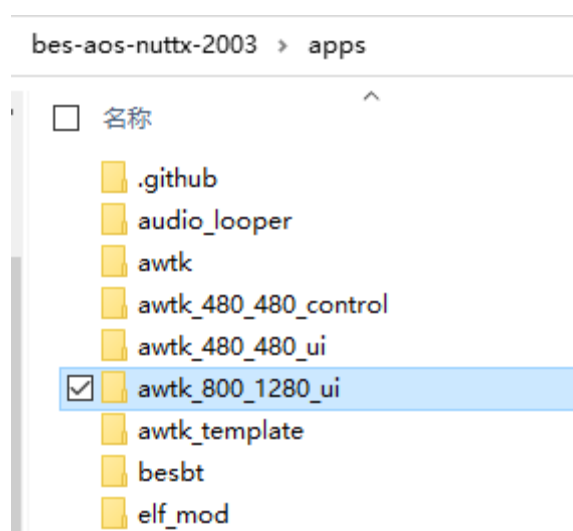 bes-aos-nuttx-2003 > apps
名称
.github
audio_looper
awtk
awtk_480_480_control
awtk_480_480_ui
awtk_800_1280_ui
awtk_template
besbt
elf_mod